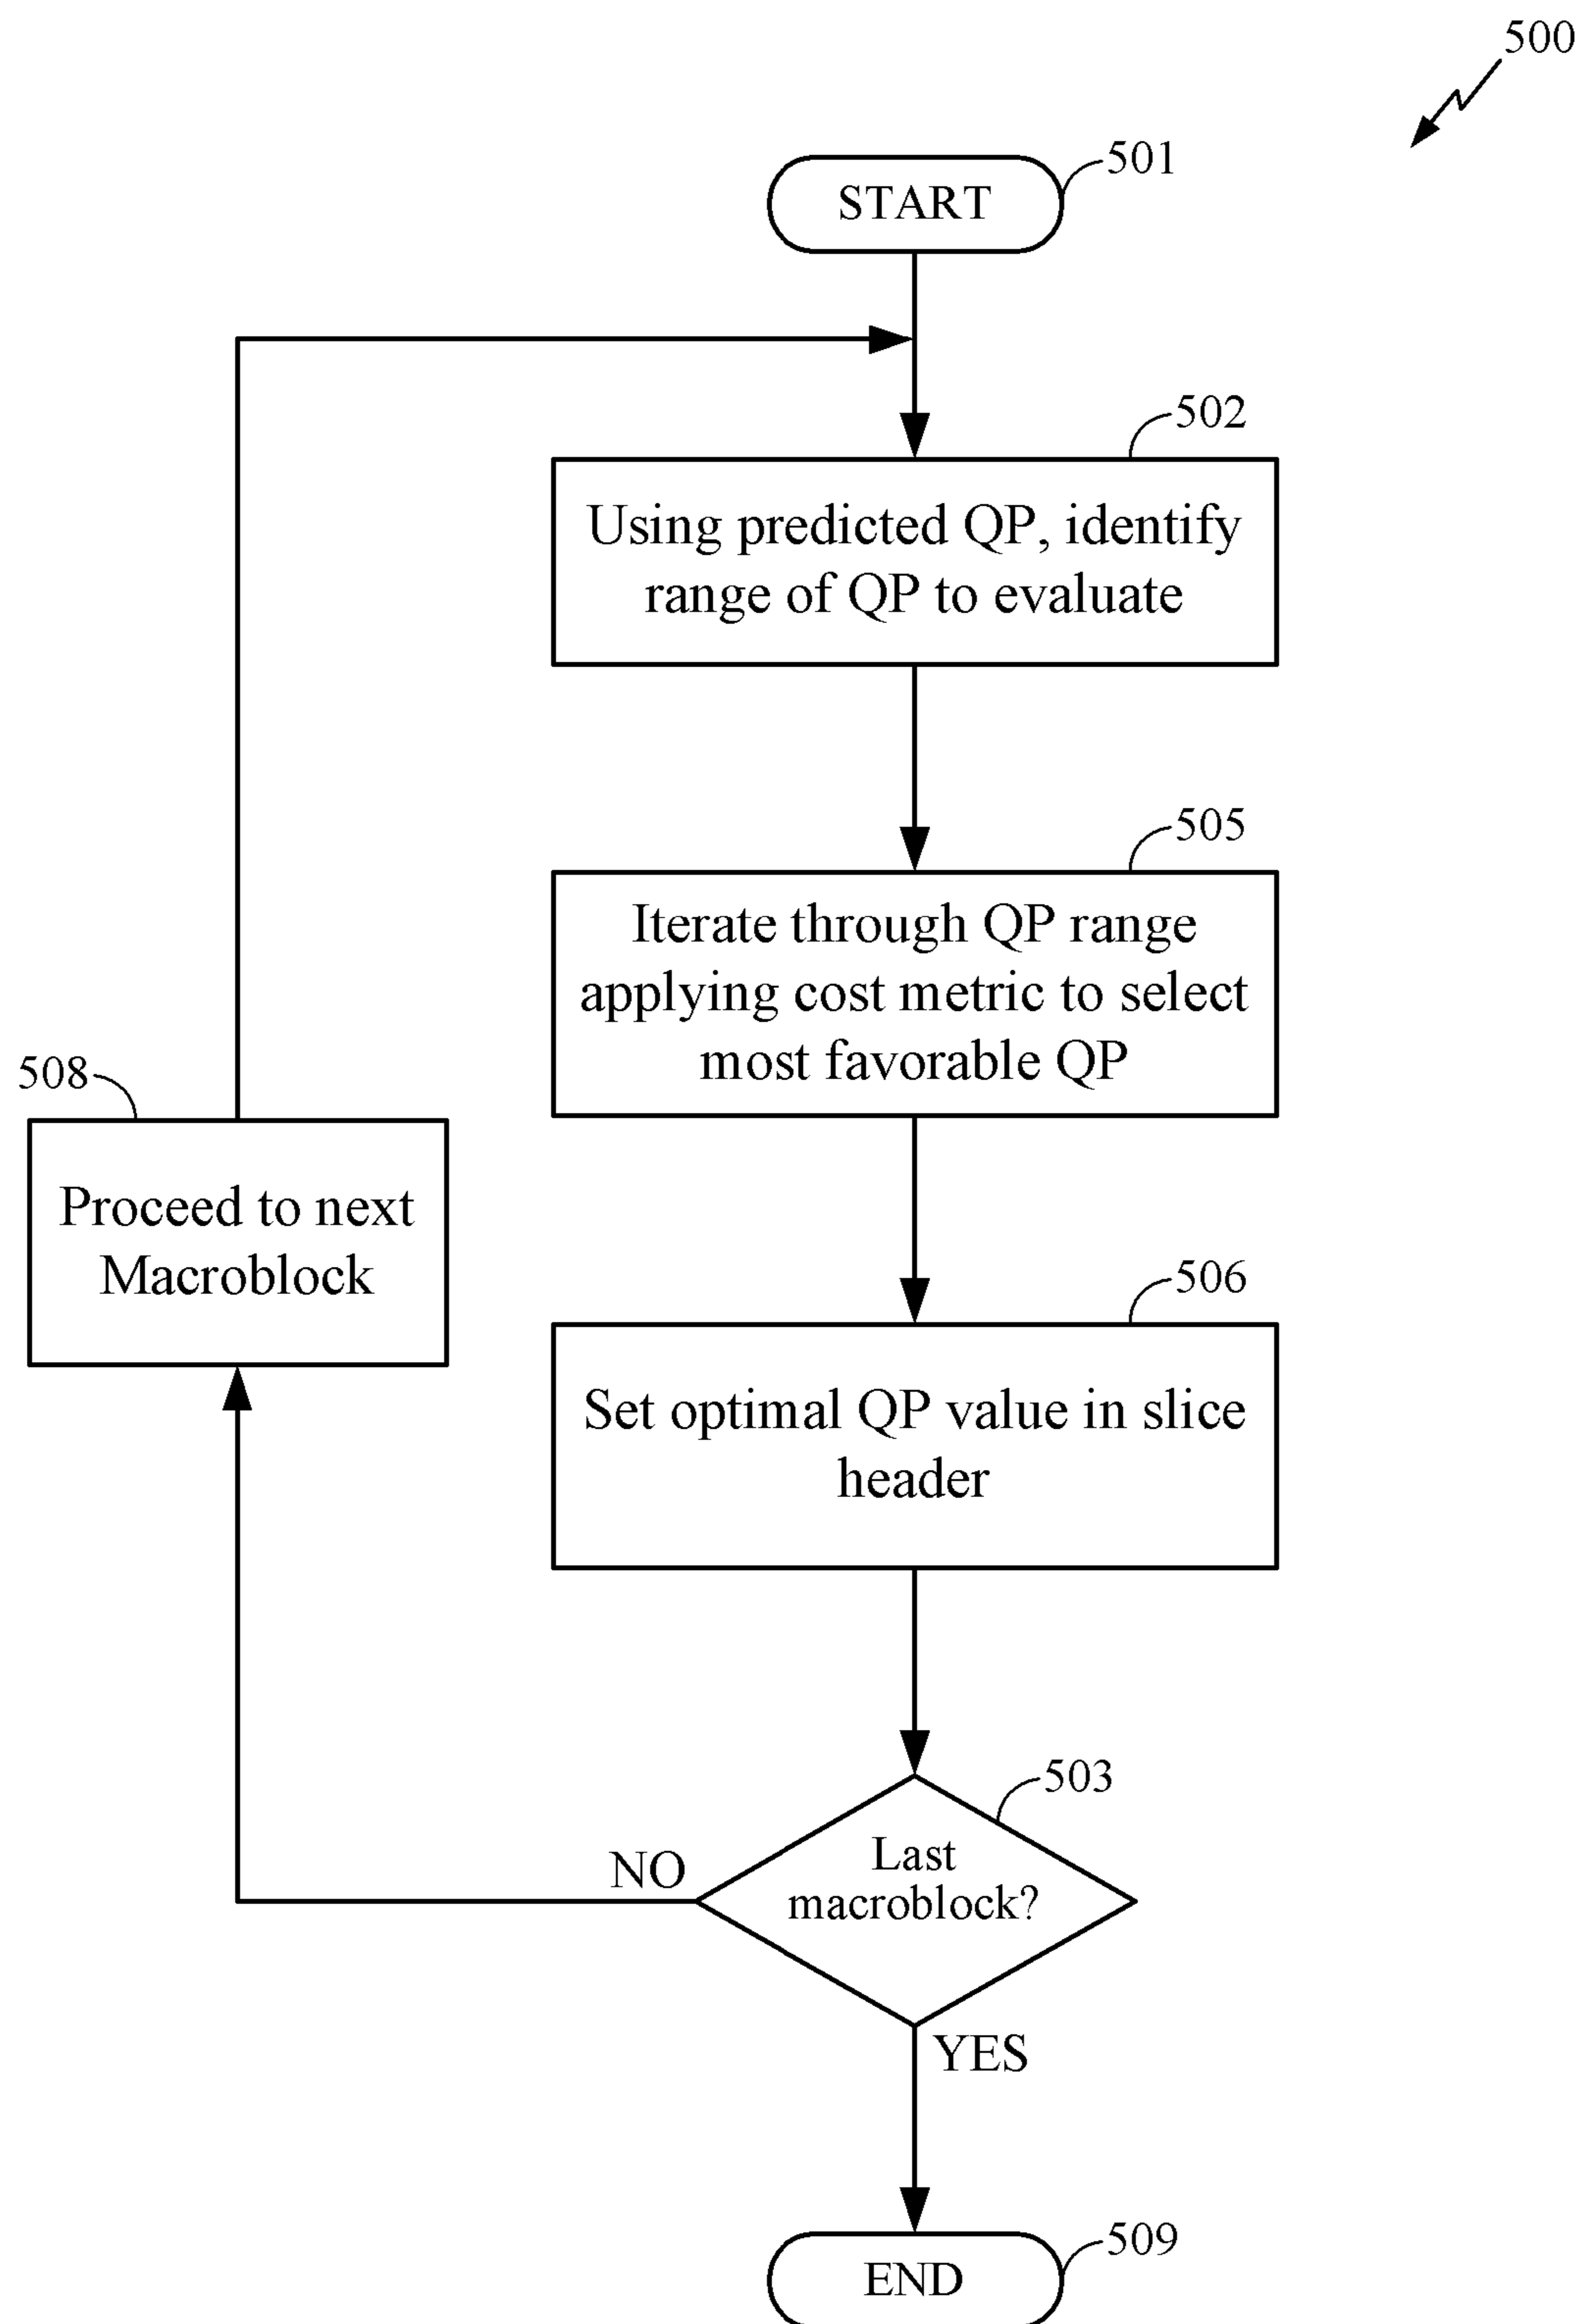 500
501
START
502
Using predicted QP, identify
range of QP to evaluate
505
Iterate through QP range
applying cost metric to select
most favorable QP
508
Proceed to next
Macroblock
506
Set optimal QP value in slice
header
503
Last
macroblock?
NO
YES
509
END